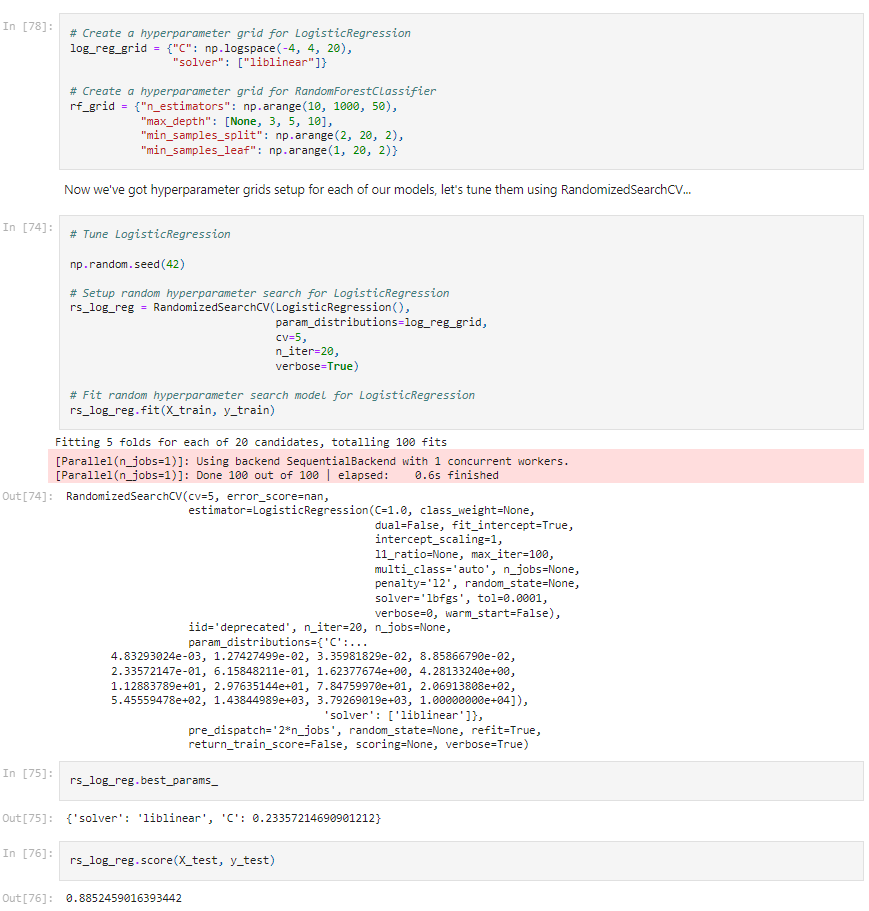 In [78]:
# Create a hyperparameter grid for LogisticRegression
log_reg_grid = {"C": np.logspace(-4, 4, 20),
"solver": ["liblinear"]}
# Create a hyperparameter grid for RandomForestClassifier
rf_grid = {"n_estimators": np.arange(10, 1000, 50),
"max_depth": [None, 3, 5, 10],
"min_samples_split": np.arange(2, 20, 2),
"min_samples_leaf": np.arange(1, 20, 2)}
Now we've got hyperparameter grids setup for each of our models, let's tune them using RandomizedSearchCV...
In [74]:
# Tune LogisticRegression
np.random.seed(42)
# Setup random hyperparameter search for LogisticRegression
rs_log_reg = RandomizedSearchCV(LogisticRegression(),
param_distributions=log_reg_grid,
cv=5,
n_iter=20,
verbose=True)
# Fit random hyperparameter search model for LogisticRegression
rs_log_reg.fit(X_train, y_train)
Fitting 5 folds for each of 20 candidates, totalling 100 fits
[Parallel(n_jobs=1)]: Using backend SequentialBackend with 1 concurrent workers.
[Parallel(n_jobs=1)]: Done 100 out of 100 | elapsed:    0.6s finished
Out[74]: RandomizedSearchCV(cv=5, error_score=nan,
estimator=LogisticRegression(C=1.0, class_weight=None,
dual=False, fit_intercept=True,
intercept_scaling=1,
l1_ratio=None, max_iter=100,
multi_class='auto', n_jobs=None,
penalty='l2', random_state=None,
solver='lbfgs', tol=0.0001,
verbose=0, warm_start=False),
iid='deprecated', n_iter=20, n_jobs=None,
param_distributions={'C':...
4.83293024e-03, 1.27427499e-02, 3.35981829e-02, 8.85866790e-02,
2.33572147e-01, 6.15848211e-01, 1.62377674e+00, 4.28133240e+00,
1.12883789e+01, 2.97635144e+01, 7.84759970e+01, 2.06913808e+02,
5.45559478e+02, 1.43844989e+03, 3.79269019e+03, 1.00000000e+04]),
'solver': ['liblinear']},
pre_dispatch='2*n_jobs', random_state=None, refit=True,
return_train_score=False, scoring=None, verbose=True)
In [75]: rs_log_reg.best_params_
Out[75]: {'solver': 'liblinear', 'C': 0.23357214690901212}
In [76]: rs_log_reg.score(X_test, y_test)
Out[76]: 0.8852459016393442